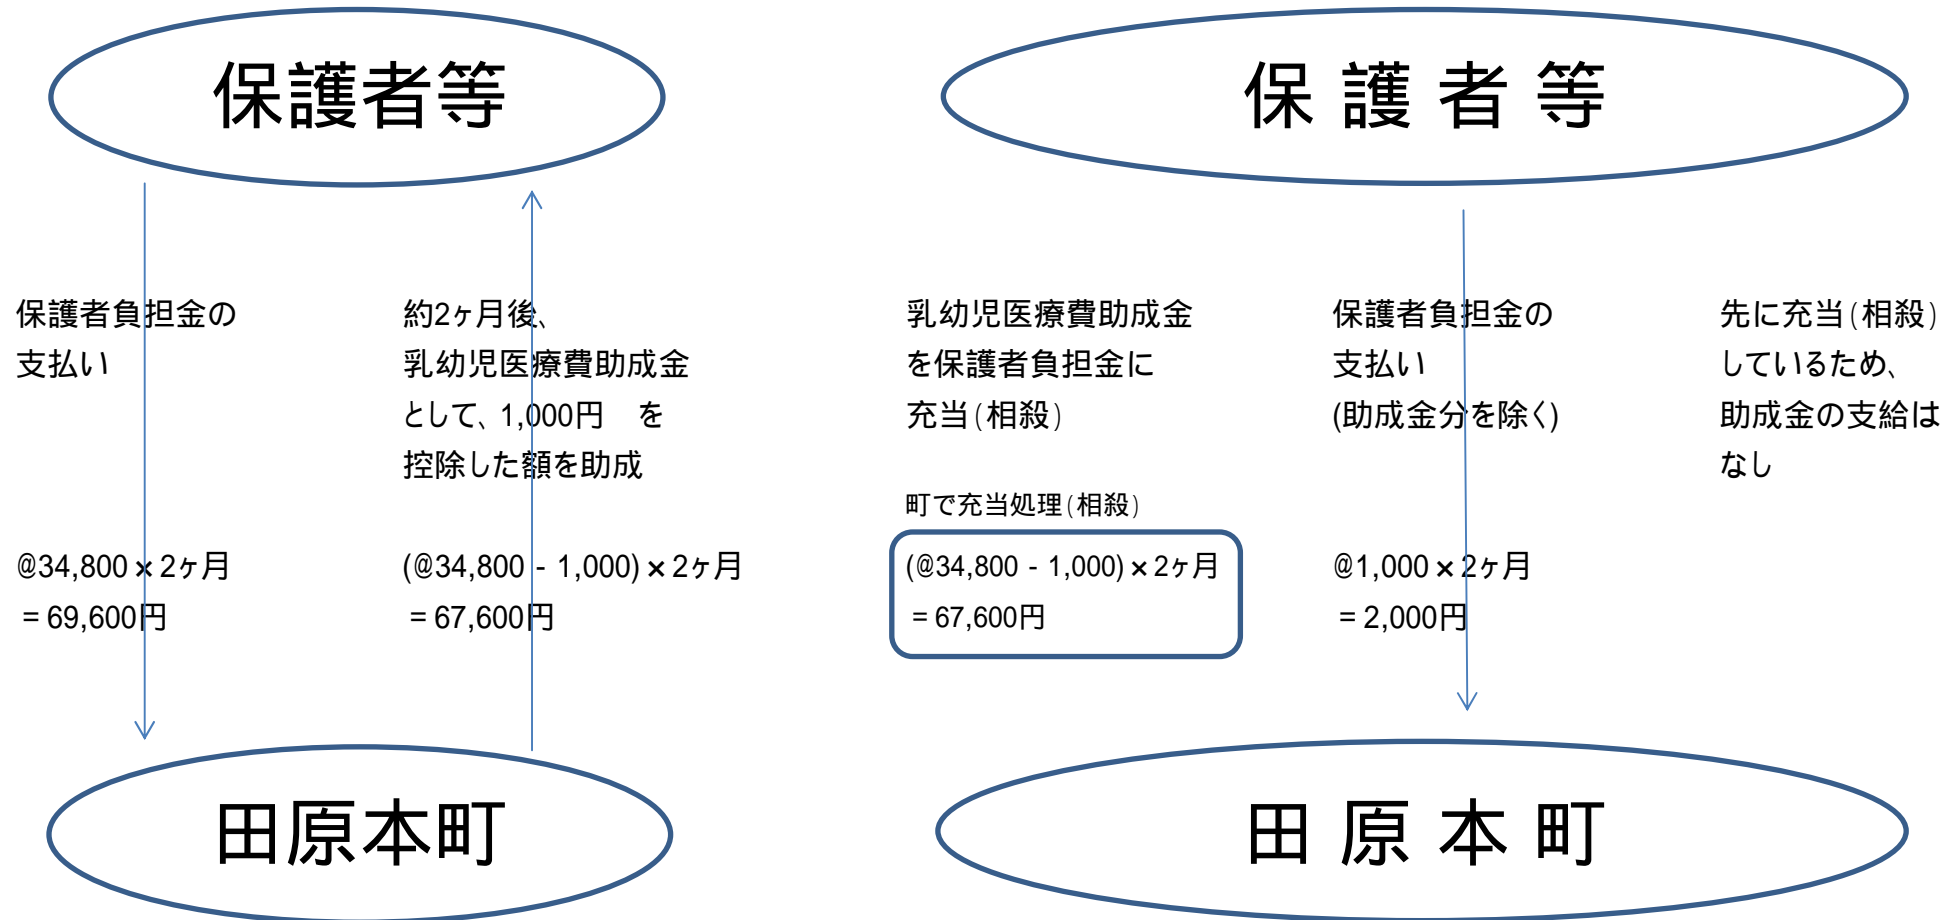 保護者等
保護者負担金の
支払い
@34,800×2ヶ月
=69,600円
約2ヶ月後、
乳幼児医療費助成金
として、1,000円　を
控除した額を助成
(@34,800 - 1,000)×2ヶ月
=67,600円
田原本町
保 護 者 等
乳幼児医療費助成金
を保護者負担金に
充当(相殺)
町で充当処理(相殺)
(@34,800 - 1,000)×2ヶ月
=67,600円
保護者負担金の
支払い
(助成金分を除く)
@1,000×2ヶ月
=2,000円
先に充当(相殺)
しているため、
助成金の支給は
なし
田 原 本 町